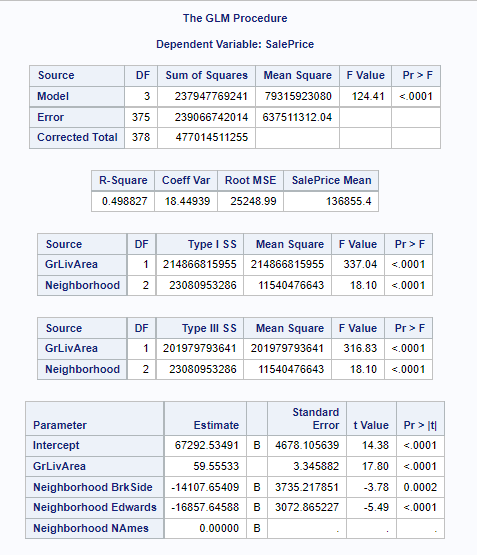 The GLM Procedure
Dependent Variable: SalePrice
Source DF Sum of Squares Mean Square F Value Pr > F
Model 3 237947769241 79315923080 124.41 <.0001
Error 375 239066742014 637511312.04
Corrected Total 378 477014511255
R-Square Coeff Var Root MSE SalePrice Mean
0.498827 18.44939 25248.99 136855.4
Source DF Type I SS Mean Square F Value Pr > F
GrLivArea 1 214866815955 214866815955 337.04 <.0001
Neighborhood 2 23080953286 11540476643 18.10 <.0001
Source DF Type III SS Mean Square F Value Pr > F
GrLivArea 1 201979793641 201979793641 316.83 <.0001
Neighborhood 2 23080953286 11540476643 18.10 <.0001
Parameter Estimate Standard Error t Value Pr > |t|
Intercept 67292.53491 B 4678.105639 14.38 <.0001
GrLivArea 59.55533 3.345882 17.80 <.0001
Neighborhood BrkSide -14107.65409 B 3735.217851 -3.78 0.0002
Neighborhood Edwards -16857.64588 B 3072.865227 -5.49 <.0001
Neighborhood NAmes 0.00000 B . . .